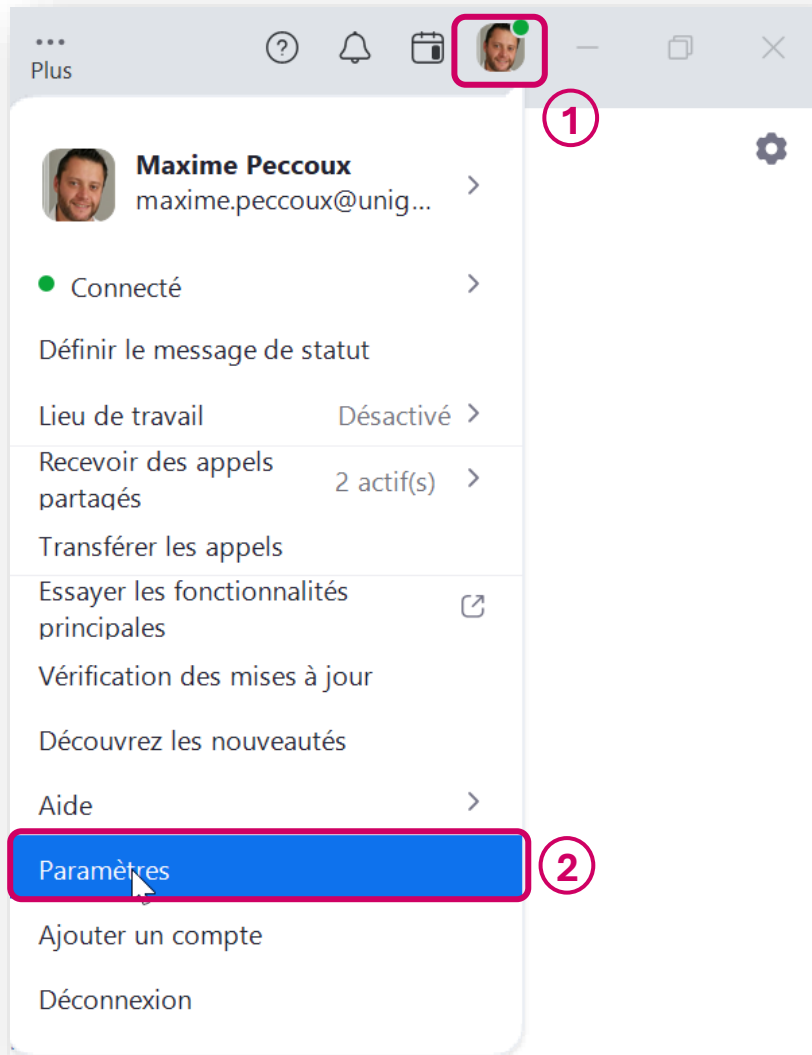 Plus
1
Maxime Peccoux
maxime.peccoux@unig...
Connecté
Définir le message de statut
Lieu de travail Désactivé
Recevoir des appels
partagés 2 actif(s)
Transférer les appels
Essayer les fonctionnalités
principales
Vérification des mises à jour
Découvrez les nouveautés
Aide
Paramètres
2
Ajouter un compte
Déconnexion